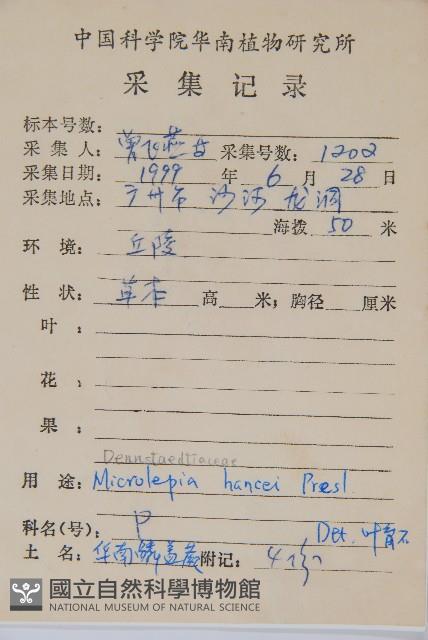 中国科学院华南植物研究所
采集记录
标本号数：
采集人：曾飞燕 采集号数：1202
采集日期：1999 年 6 月 28 日
采集地点：广州市 沙河 龙洞
海拨 50 米
环境：丘陵
性状：草本 高 米；胸径 厘米
叶：
花：
果：
Dennstaedtiaceae
用途：Microlepia hancei Presl
科名(号)：P Det. 叶育石
土名：华南鳞盖蕨 附记：4份
國立自然科學博物館
NATIONAL MUSEUM OF NATURAL SCIENCE